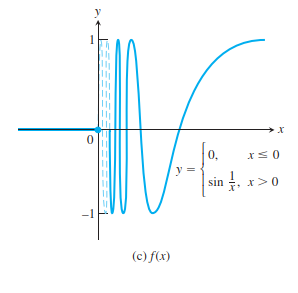 y
1
0
x
y = { 0, x ≤ 0
sin 1/x, x > 0
−1
(c) f(x)